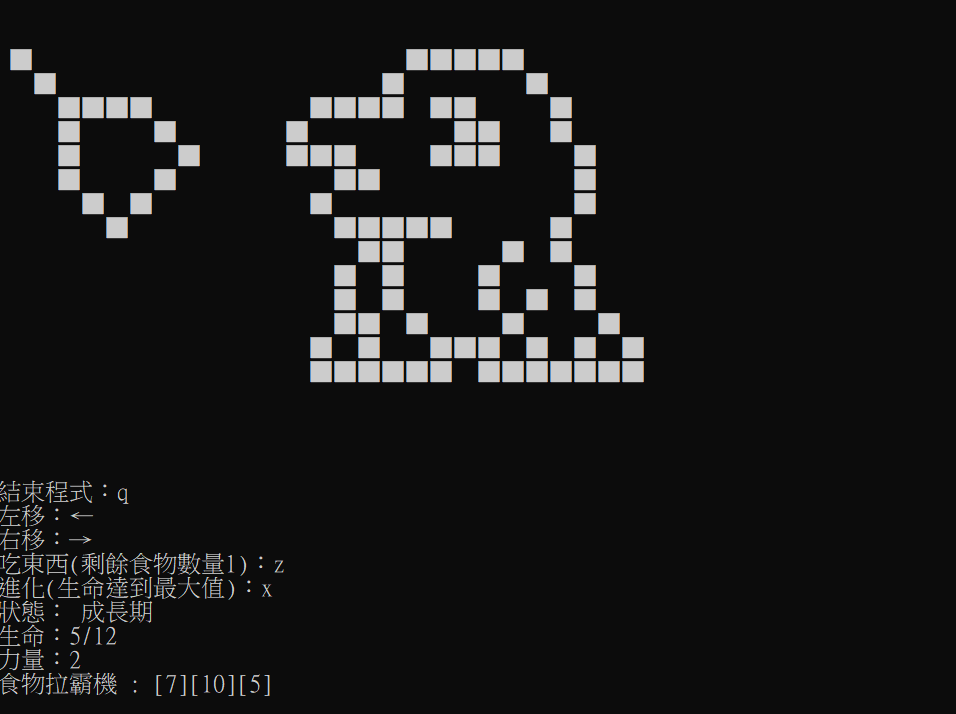 結束程式：q
左移：←
右移：→
吃東西(剩餘食物數量1)：z
進化(生命達到最大值)：x
狀態： 成長期
生命：5/12
力量：2
食物拉霸機 : [7][10][5]